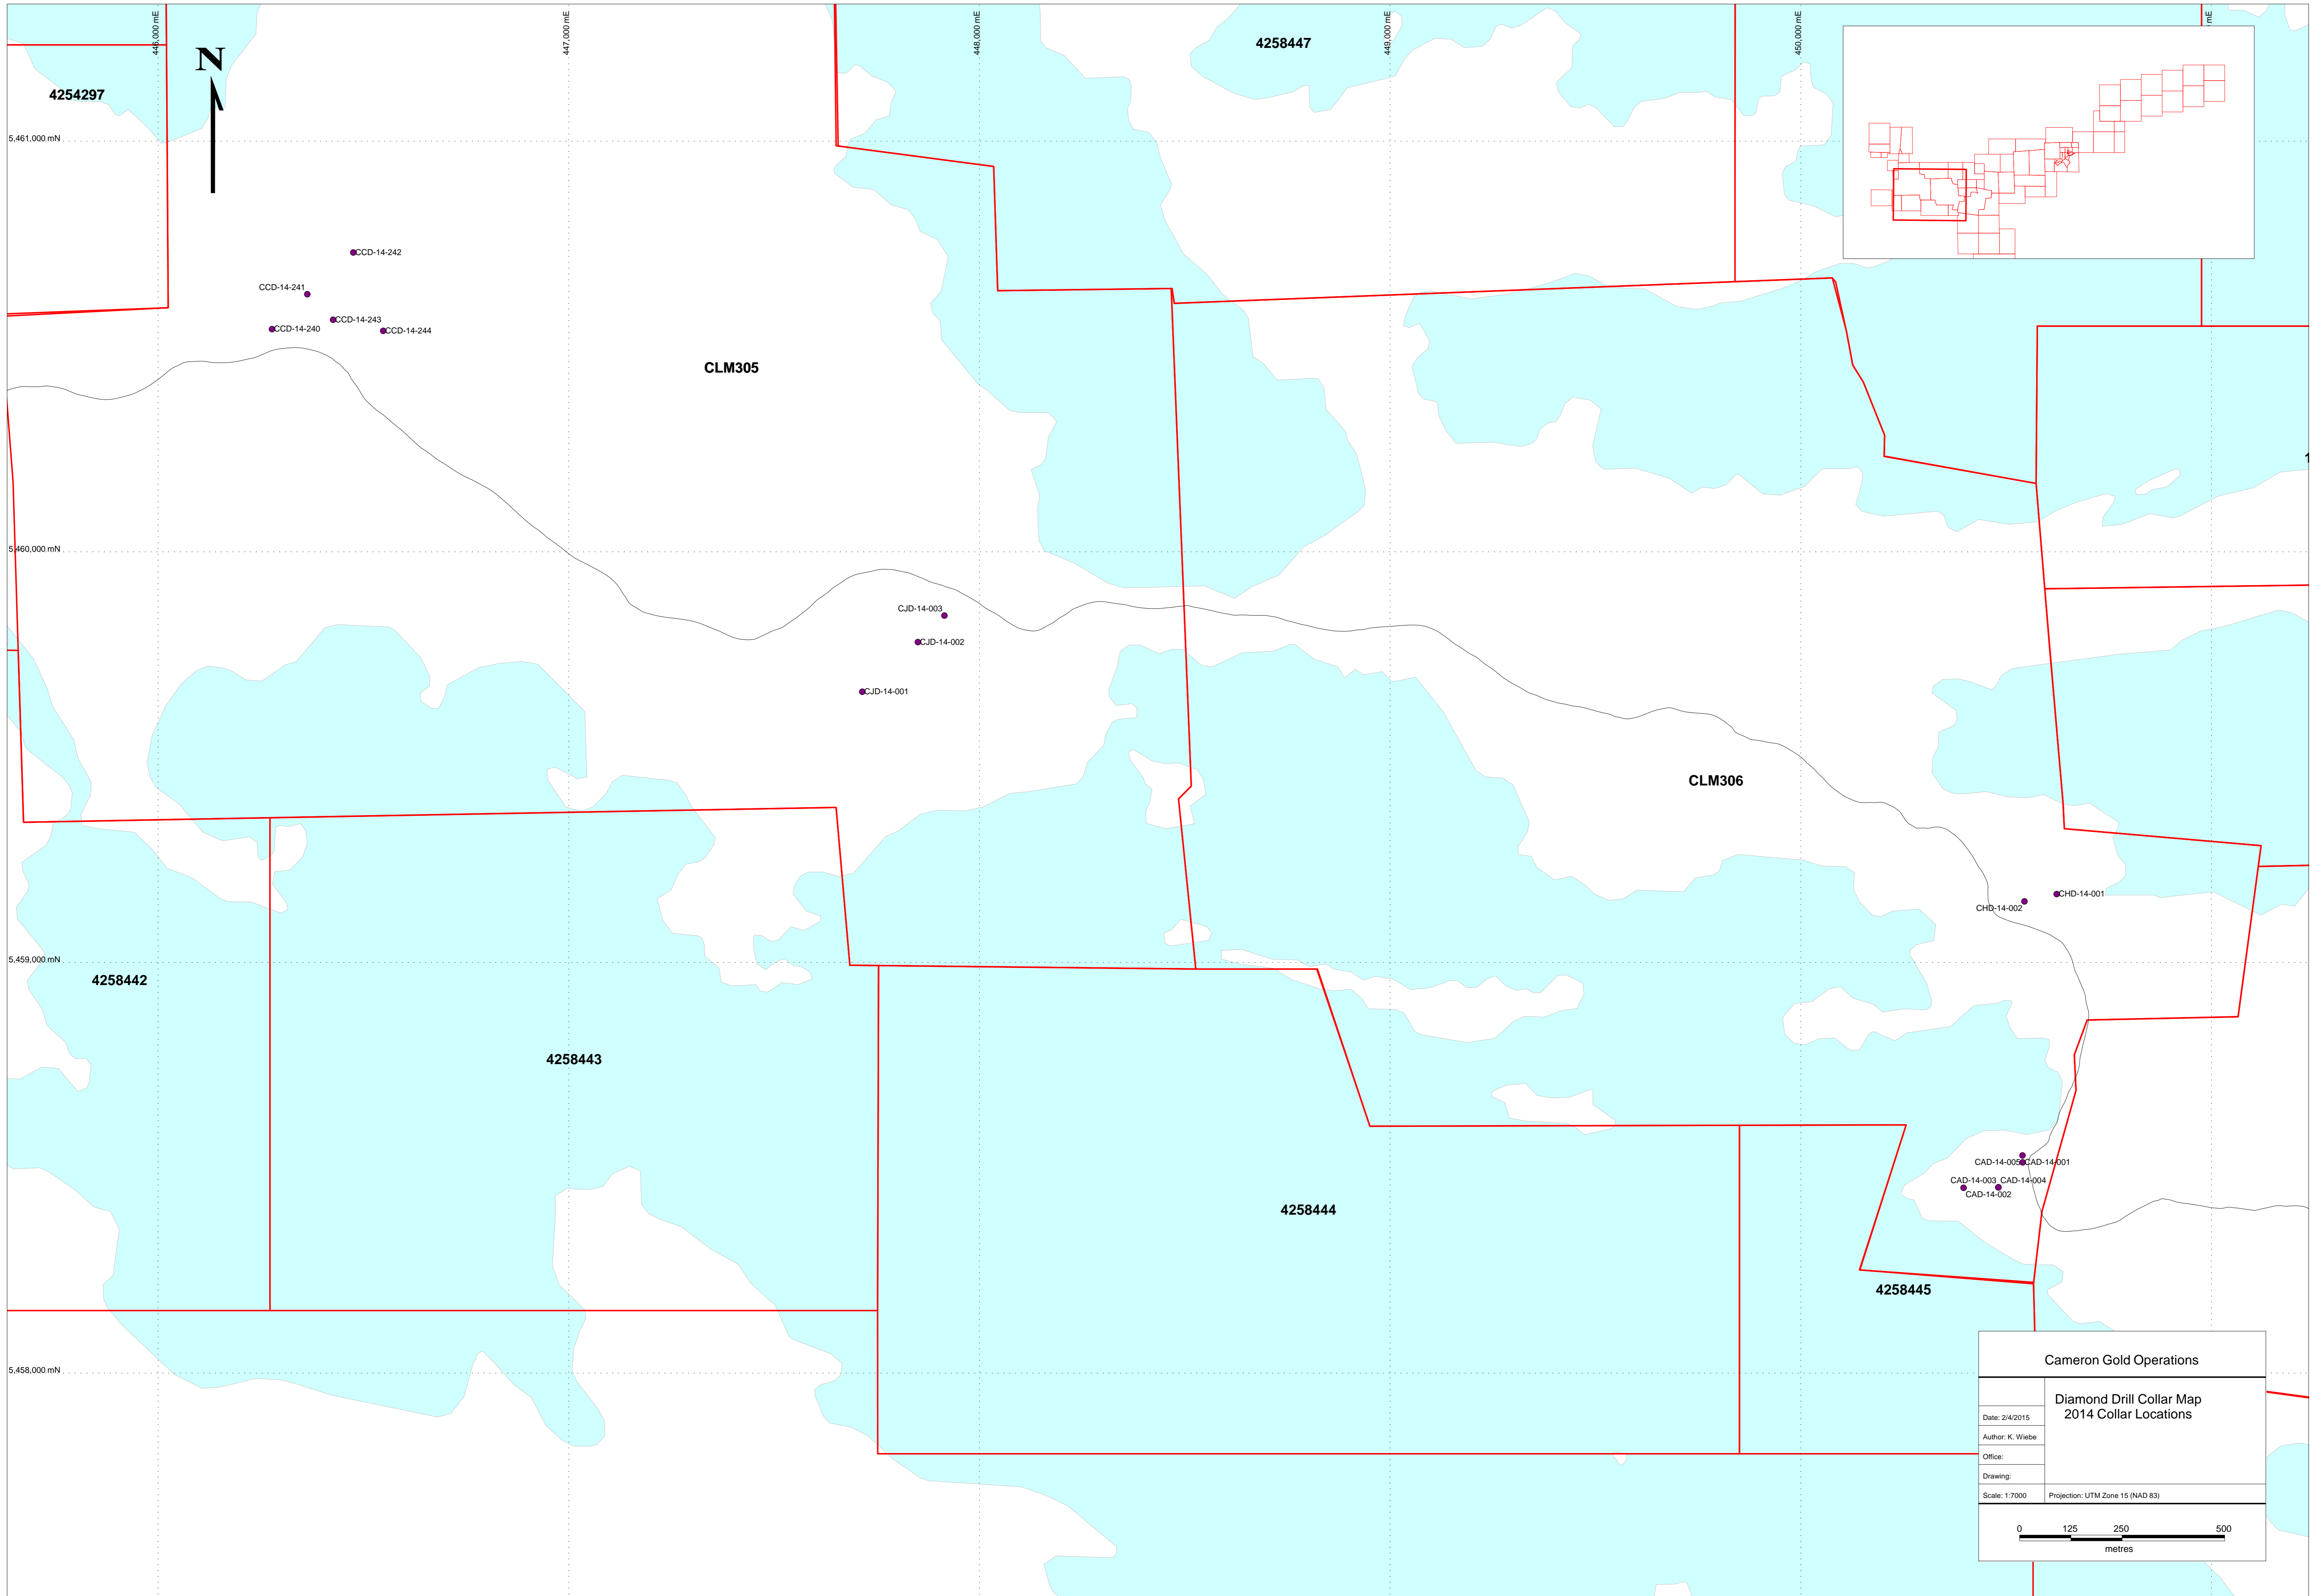 446,000 mE
447,000 mE
448,000 mE
449,000 mE
450,000 mE
mE
N
4258447
4254297
5,461,000 mN
CCD-14-242
CCD-14-241
CCD-14-243
CCD-14-240
CCD-14-244
CLM305
5,460,000 mN
CJD-14-003
CJD-14-002
CJD-14-001
CLM306
CHD-14-001
CHD-14-002
5,459,000 mN
4258442
4258443
CAD-14-005
CAD-14-001
CAD-14-003
CAD-14-004
CAD-14-002
4258444
4258445
5,458,000 mN
Cameron Gold Operations
Diamond Drill Collar Map
2014 Collar Locations
Date: 2/4/2015
Author: K. Wiebe
Office:
Drawing:
Scale: 1:7000
Projection: UTM Zone 15 (NAD 83)
0 125 250 500
metres